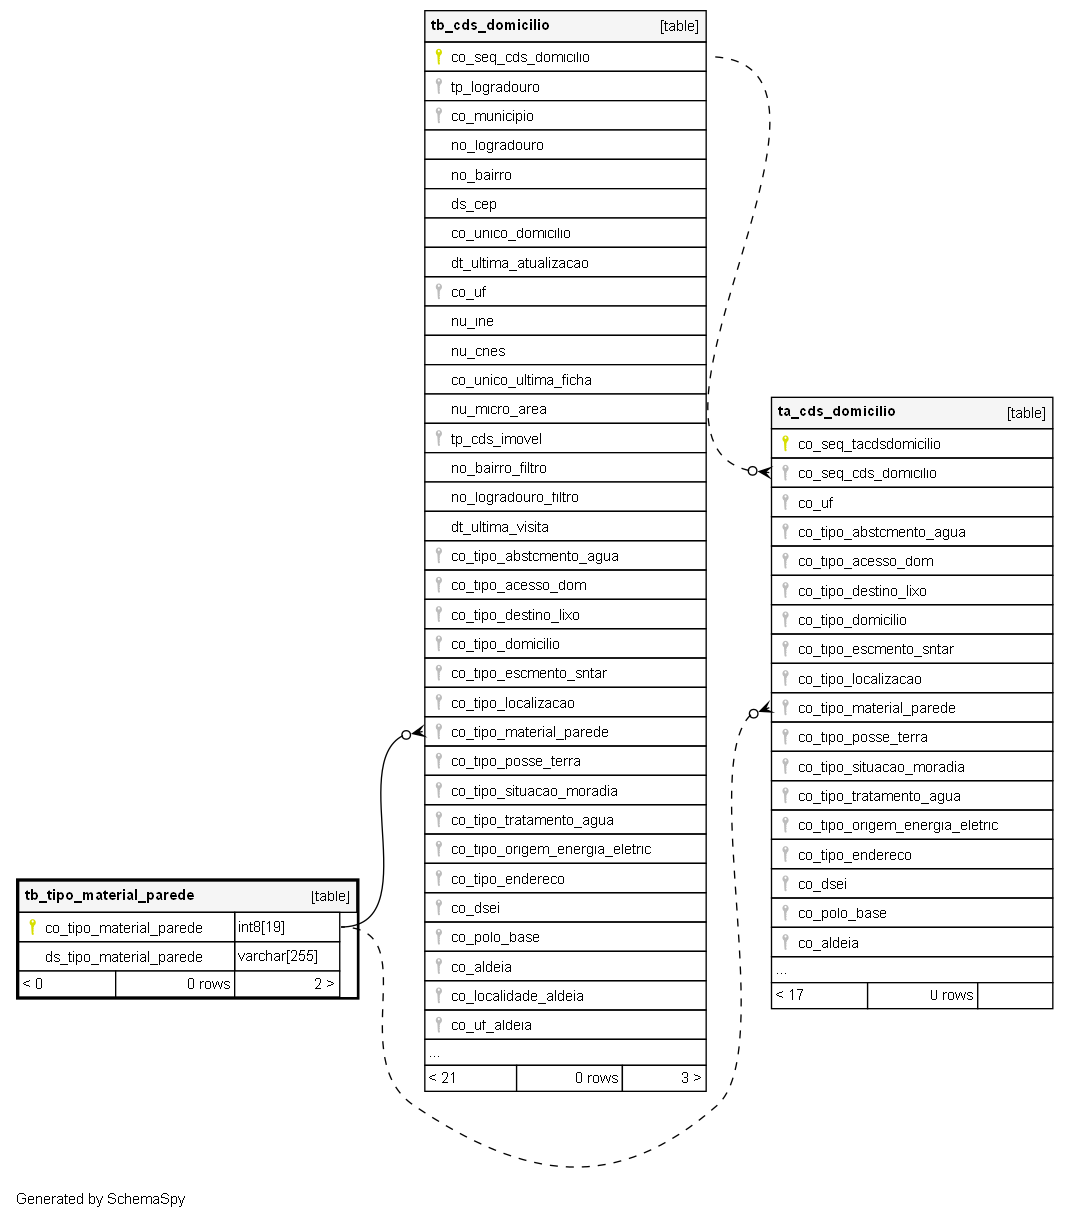 tb_cds_domicilio [table]
co_seq_cds_domicilio
tp_logradouro
co_municipio
no_logradouro
no_bairro
ds_cep
co_unico_domicilio
dt_ultima_atualizacao
co_uf
nu_ine
nu_cnes
co_unico_ultima_ficha
nu_micro_area
tp_cds_imovel
no_bairro_filtro
no_logradouro_filtro
dt_ultima_visita
co_tipo_abstcmento_agua
co_tipo_acesso_dom
co_tipo_destino_lixo
co_tipo_domicilio
co_tipo_escmento_sntar
co_tipo_localizacao
co_tipo_material_parede
co_tipo_posse_terra
co_tipo_situacao_moradia
co_tipo_tratamento_agua
co_tipo_origem_energia_eletric
co_tipo_endereco
co_dsei
co_polo_base
co_aldeia
co_localidade_aldeia
co_uf_aldeia
...
< 21 0 rows 3 >
ta_cds_domicilio [table]
co_seq_tacdsdomicilio
co_seq_cds_domicilio
co_uf
co_tipo_abstcmento_agua
co_tipo_acesso_dom
co_tipo_destino_lixo
co_tipo_domicilio
co_tipo_escmento_sntar
co_tipo_localizacao
co_tipo_material_parede
co_tipo_posse_terra
co_tipo_situacao_moradia
co_tipo_tratamento_agua
co_tipo_origem_energia_eletric
co_tipo_endereco
co_dsei
co_polo_base
co_aldeia
...
< 17 0 rows
tb_tipo_material_parede [table]
co_tipo_material_parede int8[19]
ds_tipo_material_parede varchar[255]
< 0 0 rows 2 >
Generated by SchemaSpy